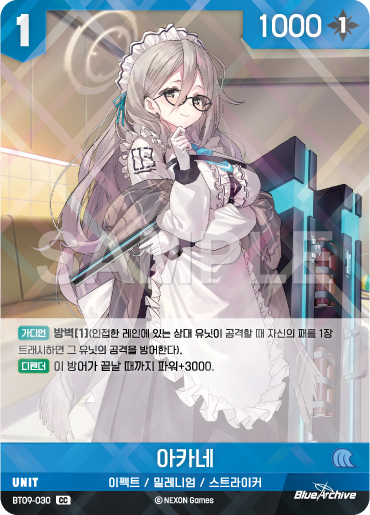 1
1000 1
03
SAMPLE
가디언 방벽[1](인접한 레인에 있는 상대 유닛이 공격할 때 자신의 패를 1장
트래시하면 그 유닛의 공격을 방어한다).
디펜더 이 방어가 끝날 때까지 파워+3000.
아카네
UNIT
이팩트 / 밀레니엄 / 스트라이커
BT09-030 CC
© NEXON Games
BlueArchive